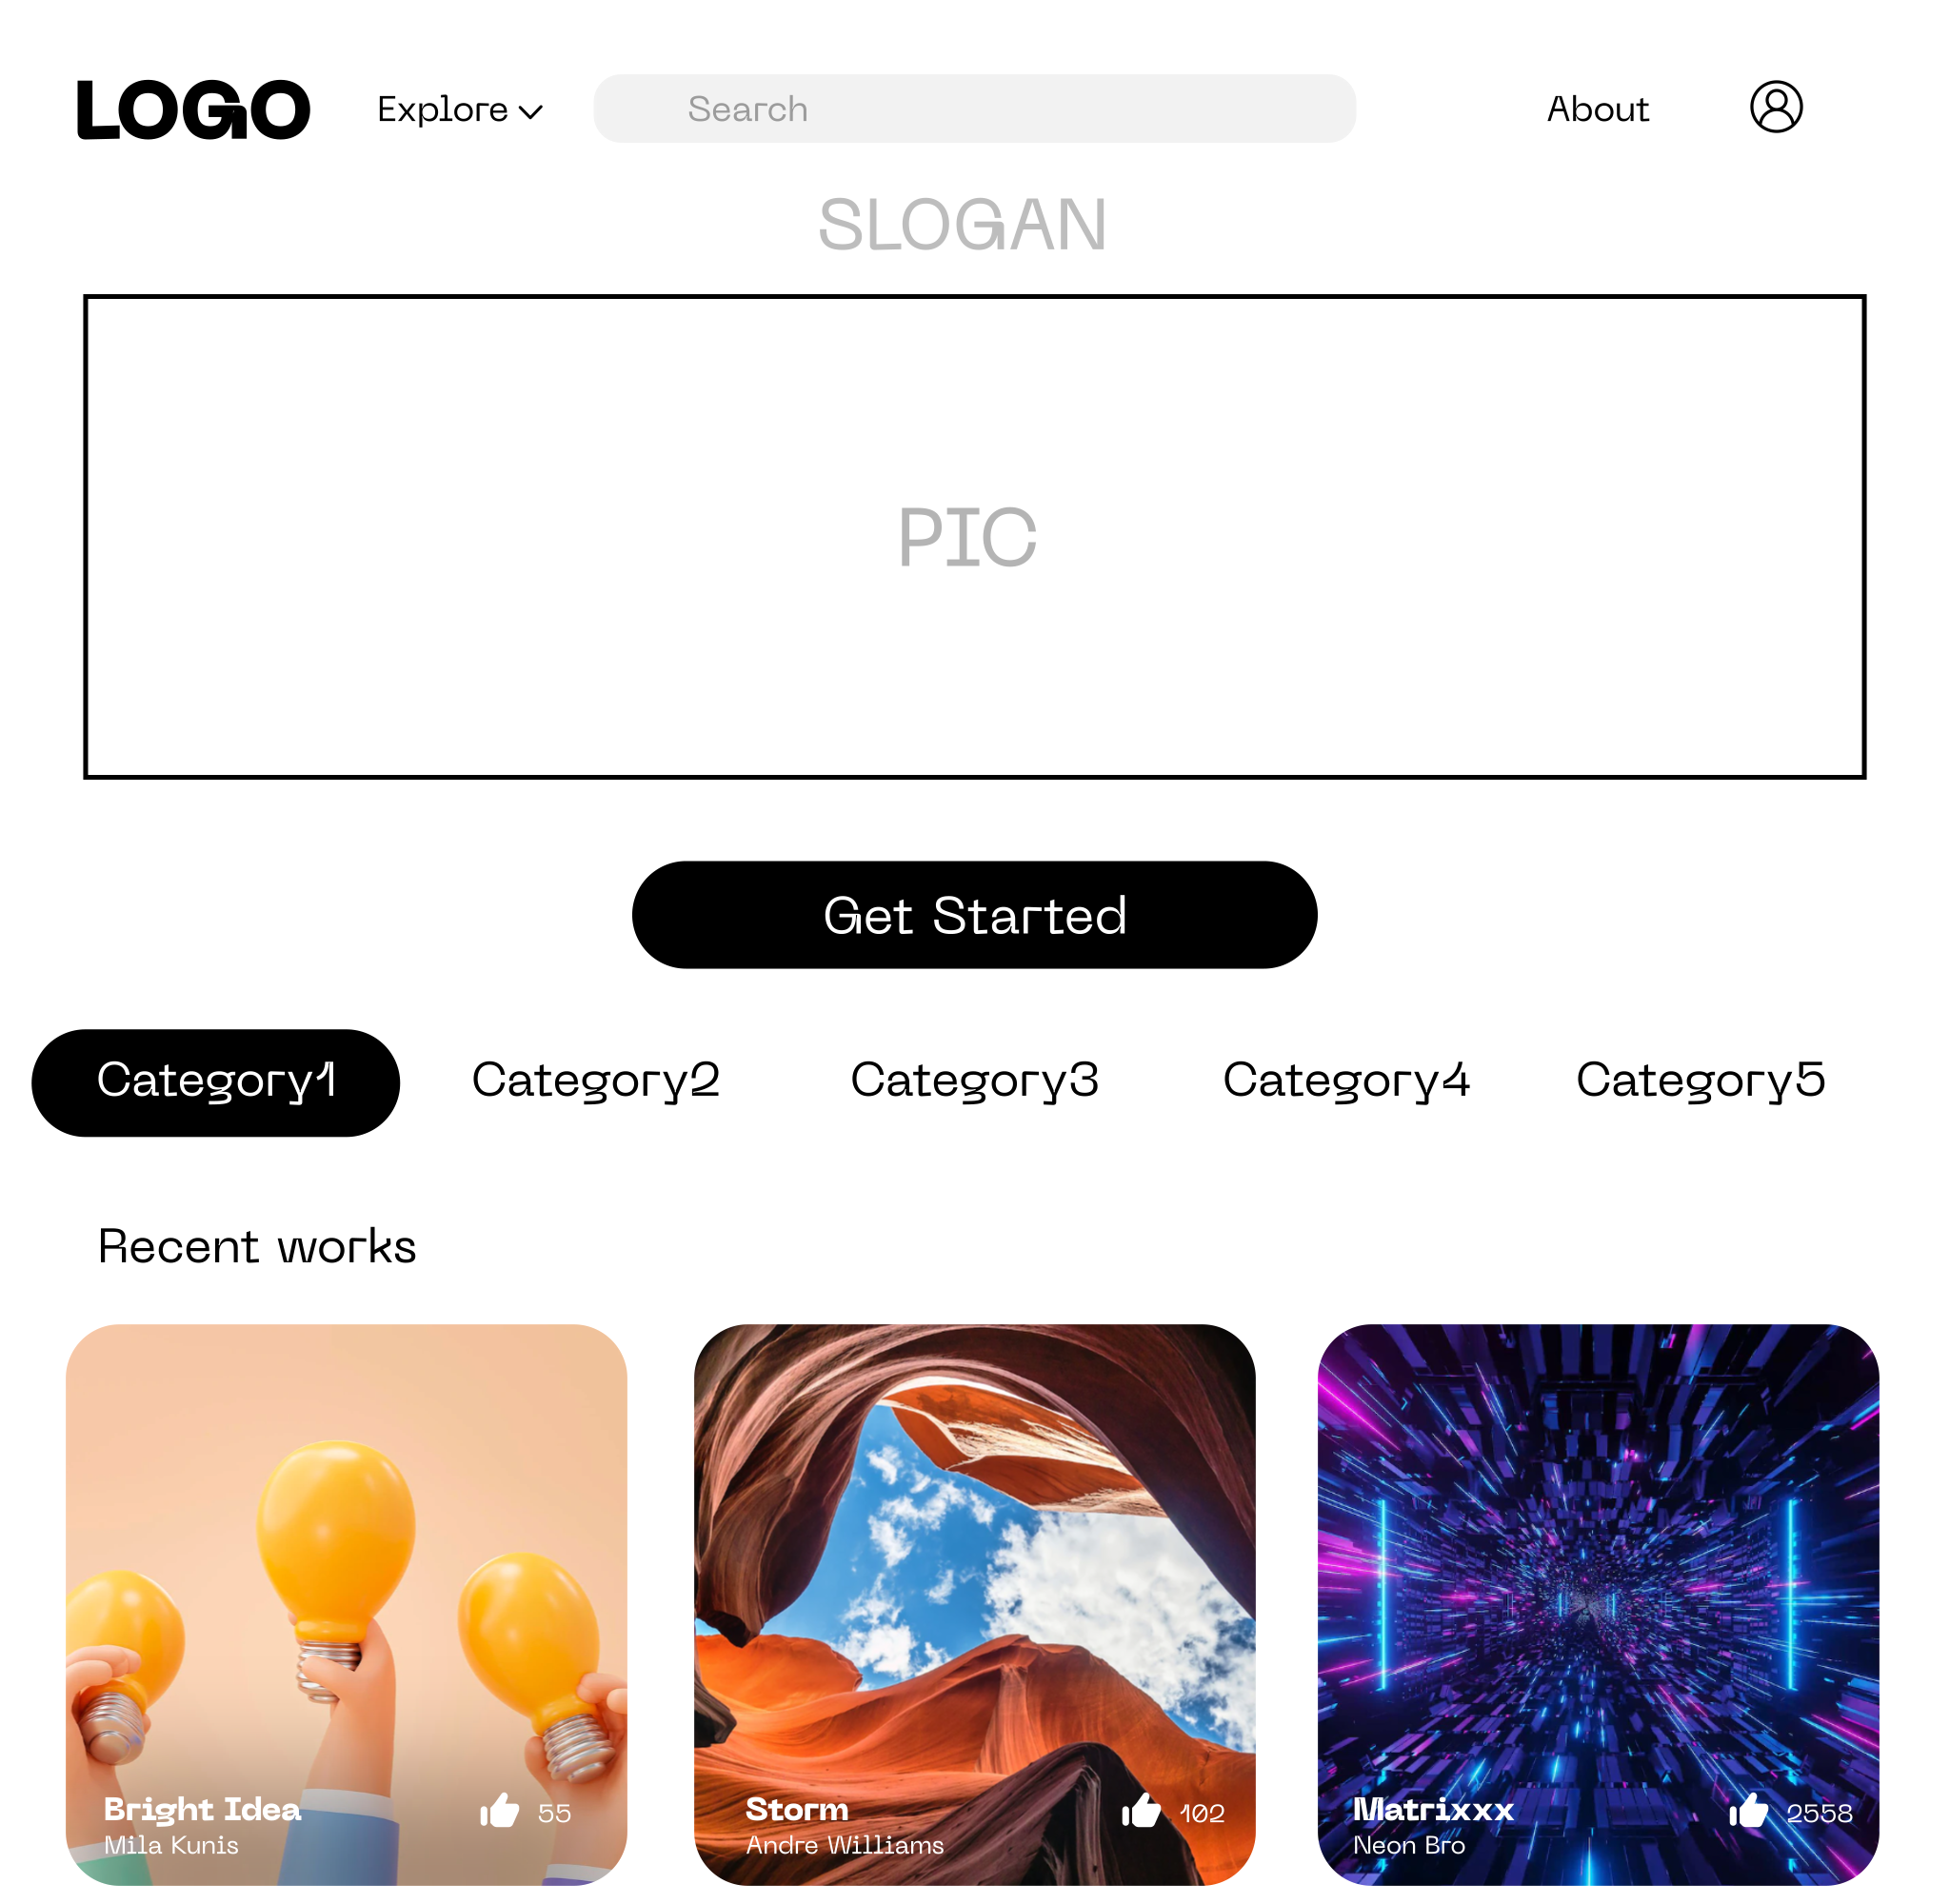 LOGO Explore Search About
SLOGAN
PIC
Get Started
Category1 Category2 Category3 Category4 Category5
Recent works
Bright Idea 55
Mila Kunis
Storm 102
Andre Williams
Matrixxx 2558
Neon Bro